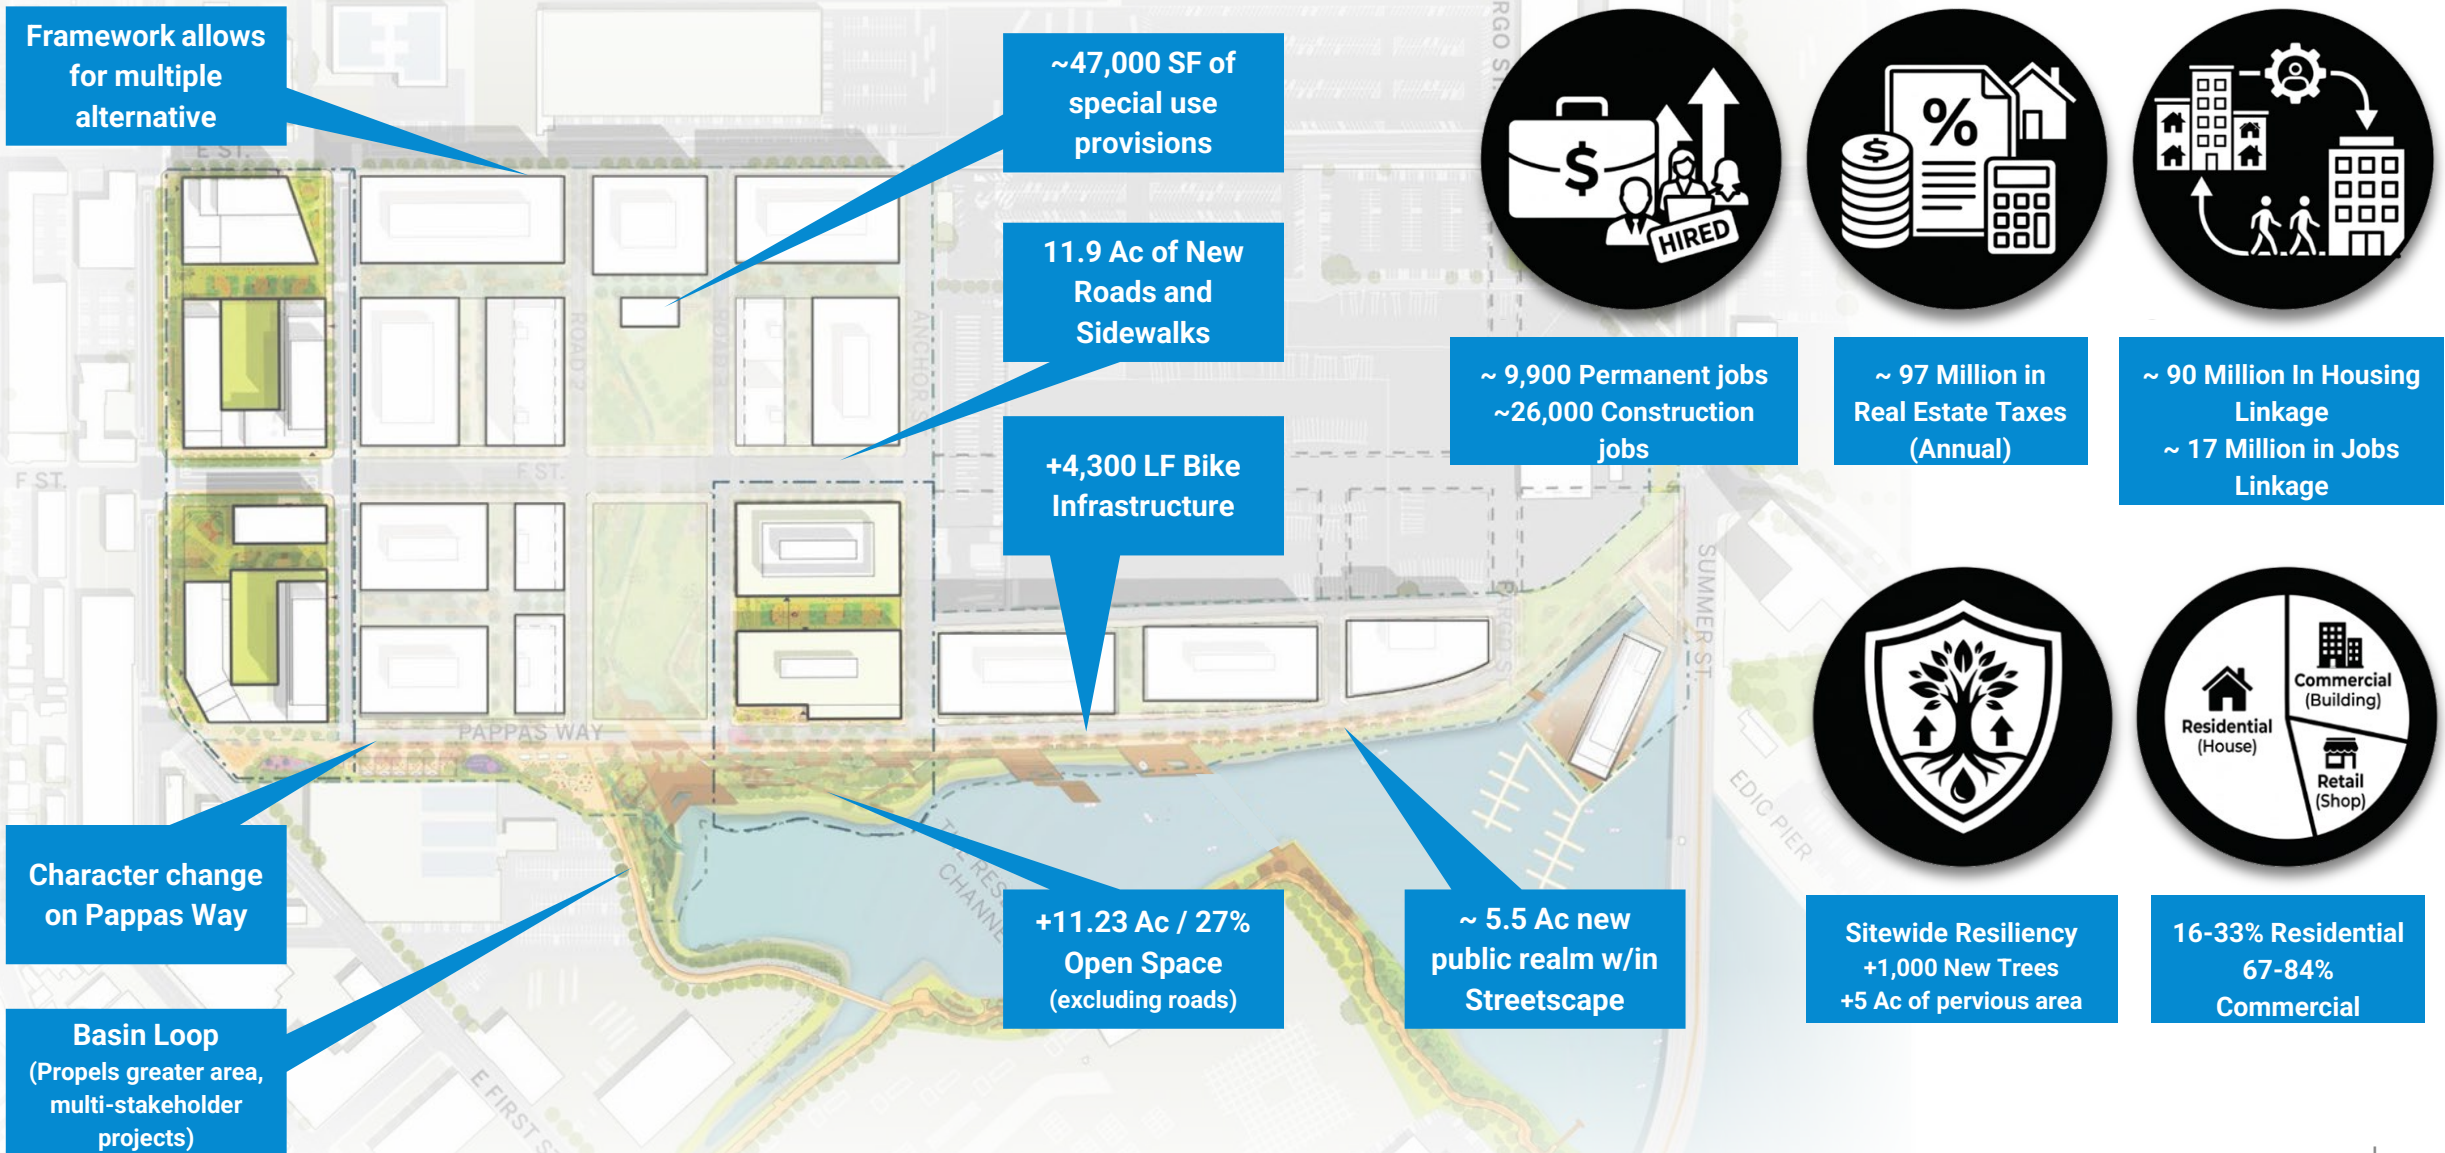 Framework allows
for multiple
alternative
~47,000 SF of
special use
provisions
11.9 Ac of New
Roads and
Sidewalks
+4,300 LF Bike
Infrastructure
Character change
on Pappas Way
Basin Loop
(Propels greater area,
multi-stakeholder
projects)
+11.23 Ac / 27%
Open Space
(excluding roads)
~ 5.5 Ac new
public realm w/in
Streetscape
E ST.
F ST.
F ST.
ROAD 2
ROAD 3
ANCHOR S
RGO ST
PAPPAS WAY
SUMMER ST.
EDIC PIER
CHANNE
E FIRST S
$
HIRED
~ 9,900 Permanent jobs
~26,000 Construction
jobs
$
%
~ 97 Million in
Real Estate Taxes
(Annual)
~ 90 Million In Housing
Linkage
~ 17 Million in Jobs
Linkage
Sitewide Resiliency
+1,000 New Trees
+5 Ac of pervious area
Residential
(House)
Commercial
(Building)
Retail
(Shop)
16-33% Residential
67-84%
Commercial